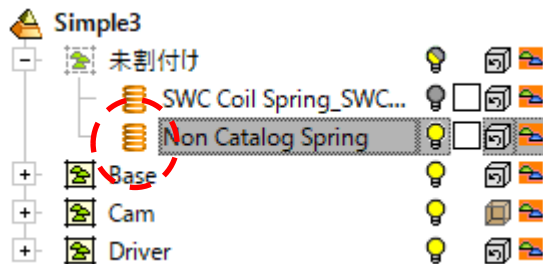 Simple3
未割付け
SWC Coil Spring_SWC...
Non Catalog Spring
Base
Cam
Driver